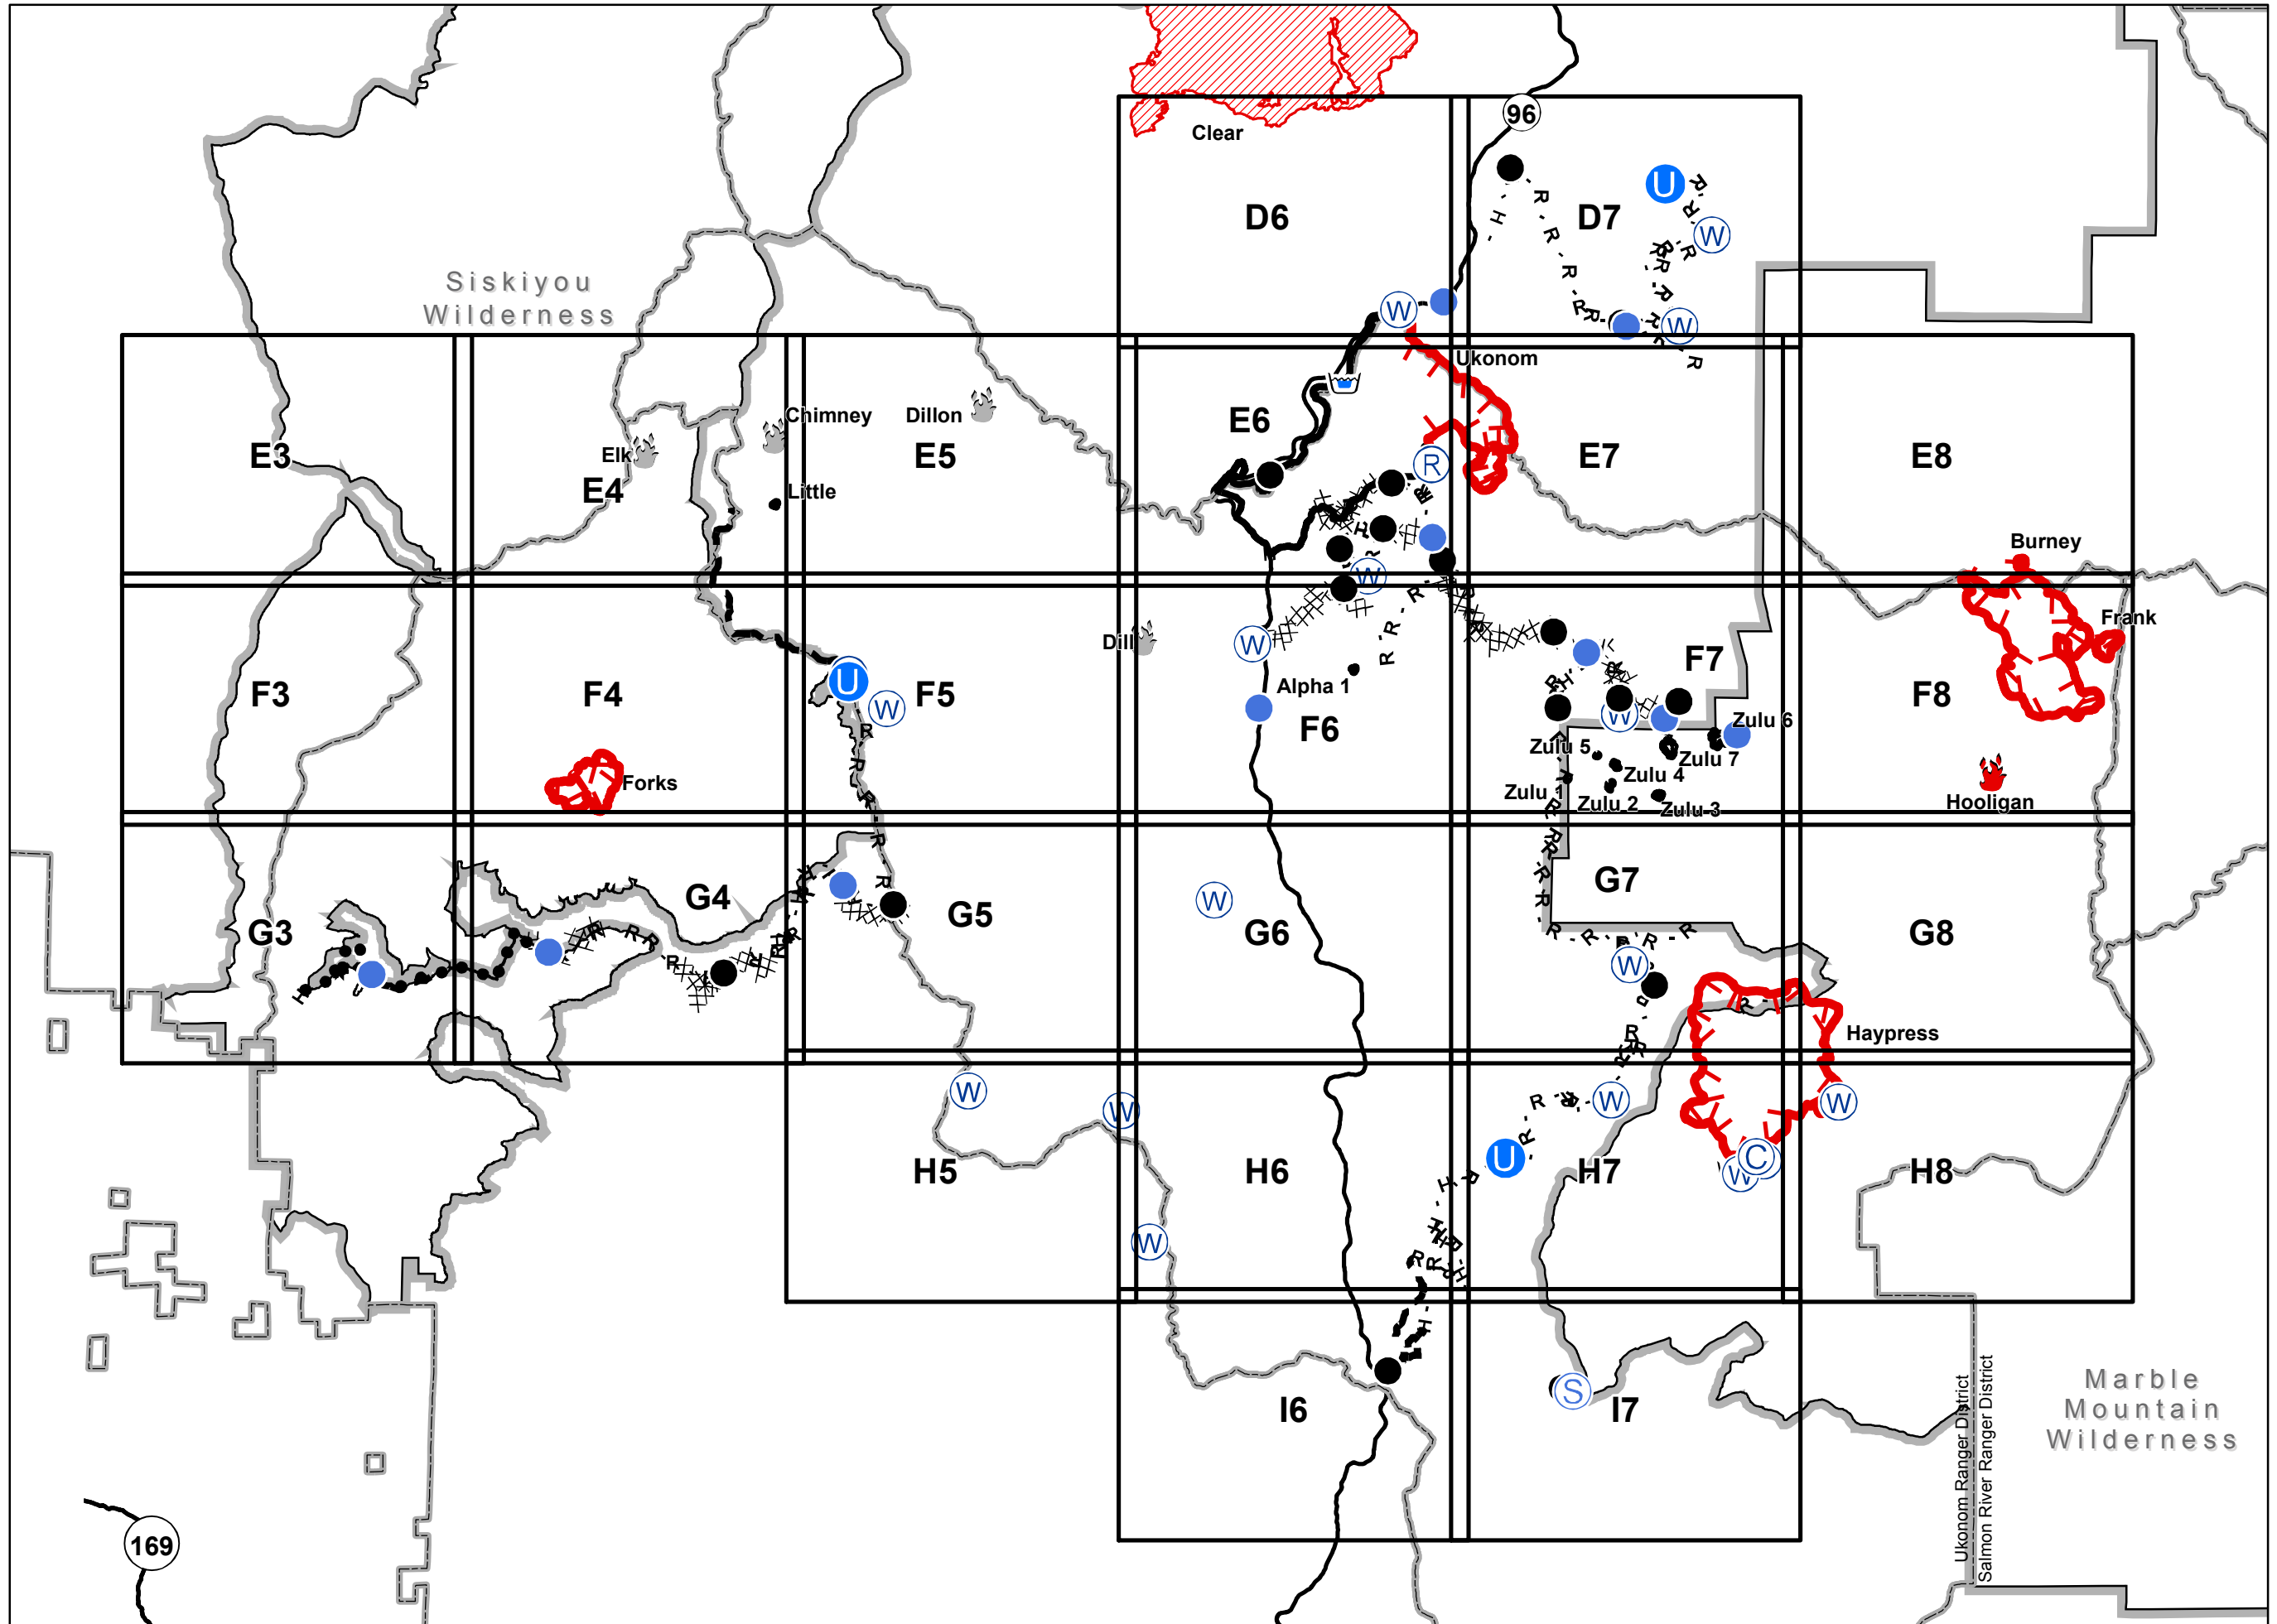 Clear
96
U
D6
D7
W
Siskiyou
Wilderness
W
W
Ukonom
Chimney
Dillon
E6
E3
Elk
E5
E7
E8
R
E4
Little
Burney
W
Frank
Dill
W
F7
Alpha 1
U
W
F3
F4
F5
F6
W
F8
Zulu 6
Zulu 5
Zulu 7
Zulu 4
Forks
Zulu 1
Zulu 2
Zulu 3
Hooligan
G7
G4
W
G5
G3
G6
G8
W
Haypress
W
W
W
W
U
C
W
H5
H6
H7
H8
W
Ukonom Ranger District
Salmon River Ranger District
Marble
Mountain
Wilderness
S
I6
I7
169